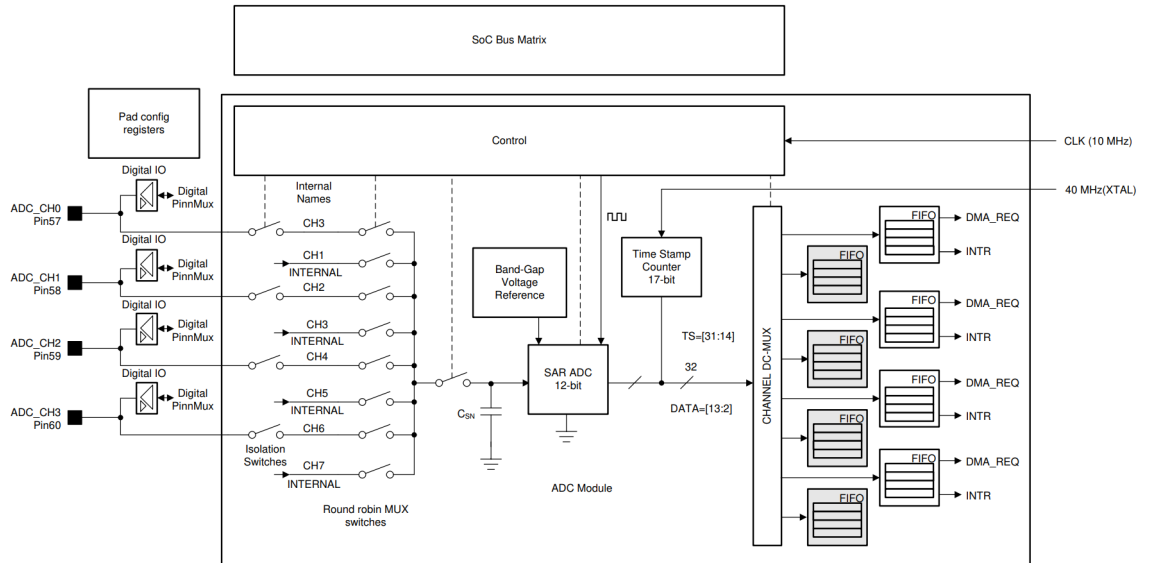 SoC Bus Matrix
Pad config
registers
Control
CLK (10 MHz)
40 MHz(XTAL)
Digital IO
Digital
PinnMux
ADC_CH0
Pin57
Internal
Names
CH3
CH1
INTERNAL
Digital IO
Digital
PinnMux
ADC_CH1
Pin58
CH2
Digital IO
Digital
PinnMux
ADC_CH2
Pin59
CH3
INTERNAL
CH4
Digital IO
Digital
PinnMux
ADC_CH3
Pin60
CH5
INTERNAL
CH6
Isolation
Switches
CH7
INTERNAL
Round robin MUX
switches
Band-Gap
Voltage
Reference
Time Stamp
Counter
17-bit
TS=[31:14]
SAR ADC
12-bit
32
DATA=[13:2]
CSN
ADC Module
CHANNEL DC-MUX
FIFO
DMA_REQ
INTR
FIFO
FIFO
DMA_REQ
INTR
FIFO
FIFO
DMA_REQ
INTR
FIFO
FIFO
DMA_REQ
INTR
FIFO